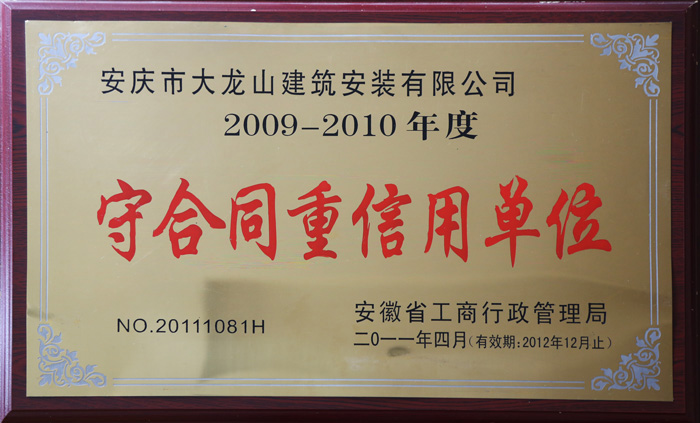 安庆市大龙山建筑安装有限公司
2009-2010年度
守合同重信用单位
NO.20111081H
安徽省工商行政管理局
二0一一年四月(有效期:2012年12月止)